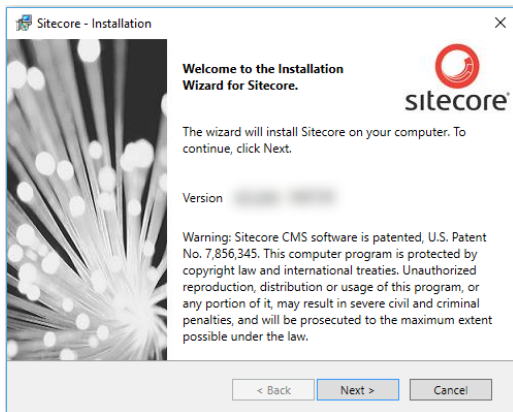 Sitecore - Installation
Welcome to the Installation
Wizard for Sitecore.
sitecore
The wizard will install Sitecore on your computer. To
continue, click Next.
Version
Warning: Sitecore CMS software is patented, U.S. Patent
No. 7,856,345. This computer program is protected by
copyright law and international treaties. Unauthorized
reproduction, distribution or usage of this program, or
any portion of it, may result in severe civil and criminal
penalties, and will be prosecuted to the maximum extent
possible under the law.
< Back Next > Cancel